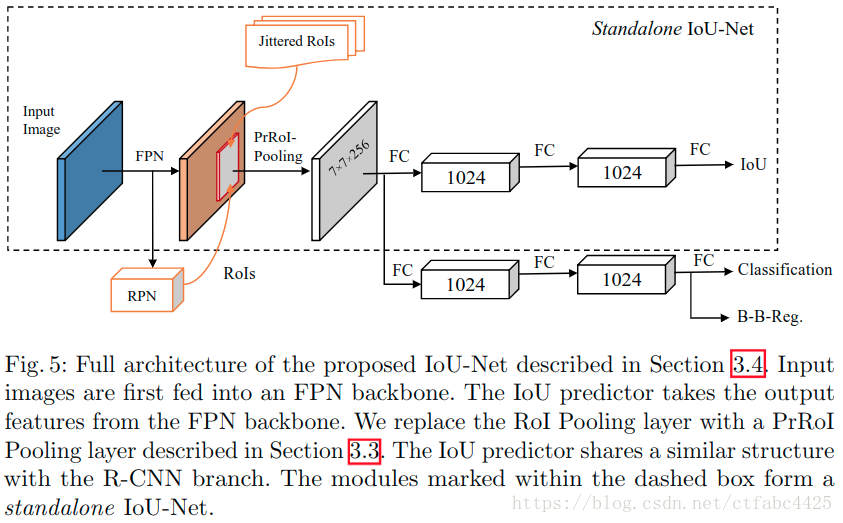 Standalone IoU-Net
Jittered RoIs
Input
Image
FPN
PrRoI-
Pooling
7×7×256
FC
1024
FC
1024
FC
IoU
RPN
RoIs
FC
1024
FC
1024
FC
Classification
B-B-Reg.
Fig. 5: Full architecture of the proposed IoU-Net described in Section 3.4. Input
images are first fed into an FPN backbone. The IoU predictor takes the output
features from the FPN backbone. We replace the RoI Pooling layer with a PrRoI
Pooling layer described in Section 3.3. The IoU predictor shares a similar structure
with the R-CNN branch. The modules marked within the dashed box form a
standalone IoU-Net.
https://blog.csdn.net/ctfabc4425